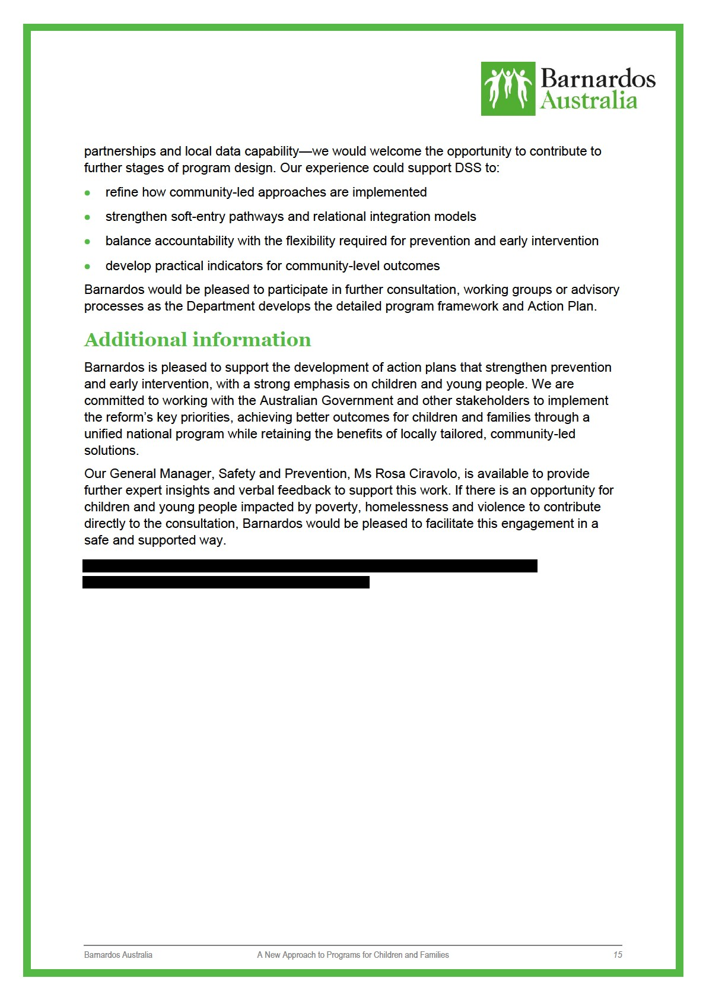 Barnardos
Australia
partnerships and local data capability—we would welcome the opportunity to contribute to
further stages of program design. Our experience could support DSS to:
• refine how community-led approaches are implemented
• strengthen soft-entry pathways and relational integration models
• balance accountability with the flexibility required for prevention and early intervention
• develop practical indicators for community-level outcomes
Barnardos would be pleased to participate in further consultation, working groups or advisory
processes as the Department develops the detailed program framework and Action Plan.
Additional information
Barnardos is pleased to support the development of action plans that strengthen prevention
and early intervention, with a strong emphasis on children and young people. We are
committed to working with the Australian Government and other stakeholders to implement
the reform’s key priorities, achieving better outcomes for children and families through a
unified national program while retaining the benefits of locally tailored, community-led
solutions.
Our General Manager, Safety and Prevention, Ms Rosa Ciravolo, is available to provide
further expert insights and verbal feedback to support this work. If there is an opportunity for
children and young people impacted by poverty, homelessness and violence to contribute
directly to the consultation, Barnardos would be pleased to facilitate this engagement in a
safe and supported way.
Barnardos Australia A New Approach to Programs for Children and Families 15